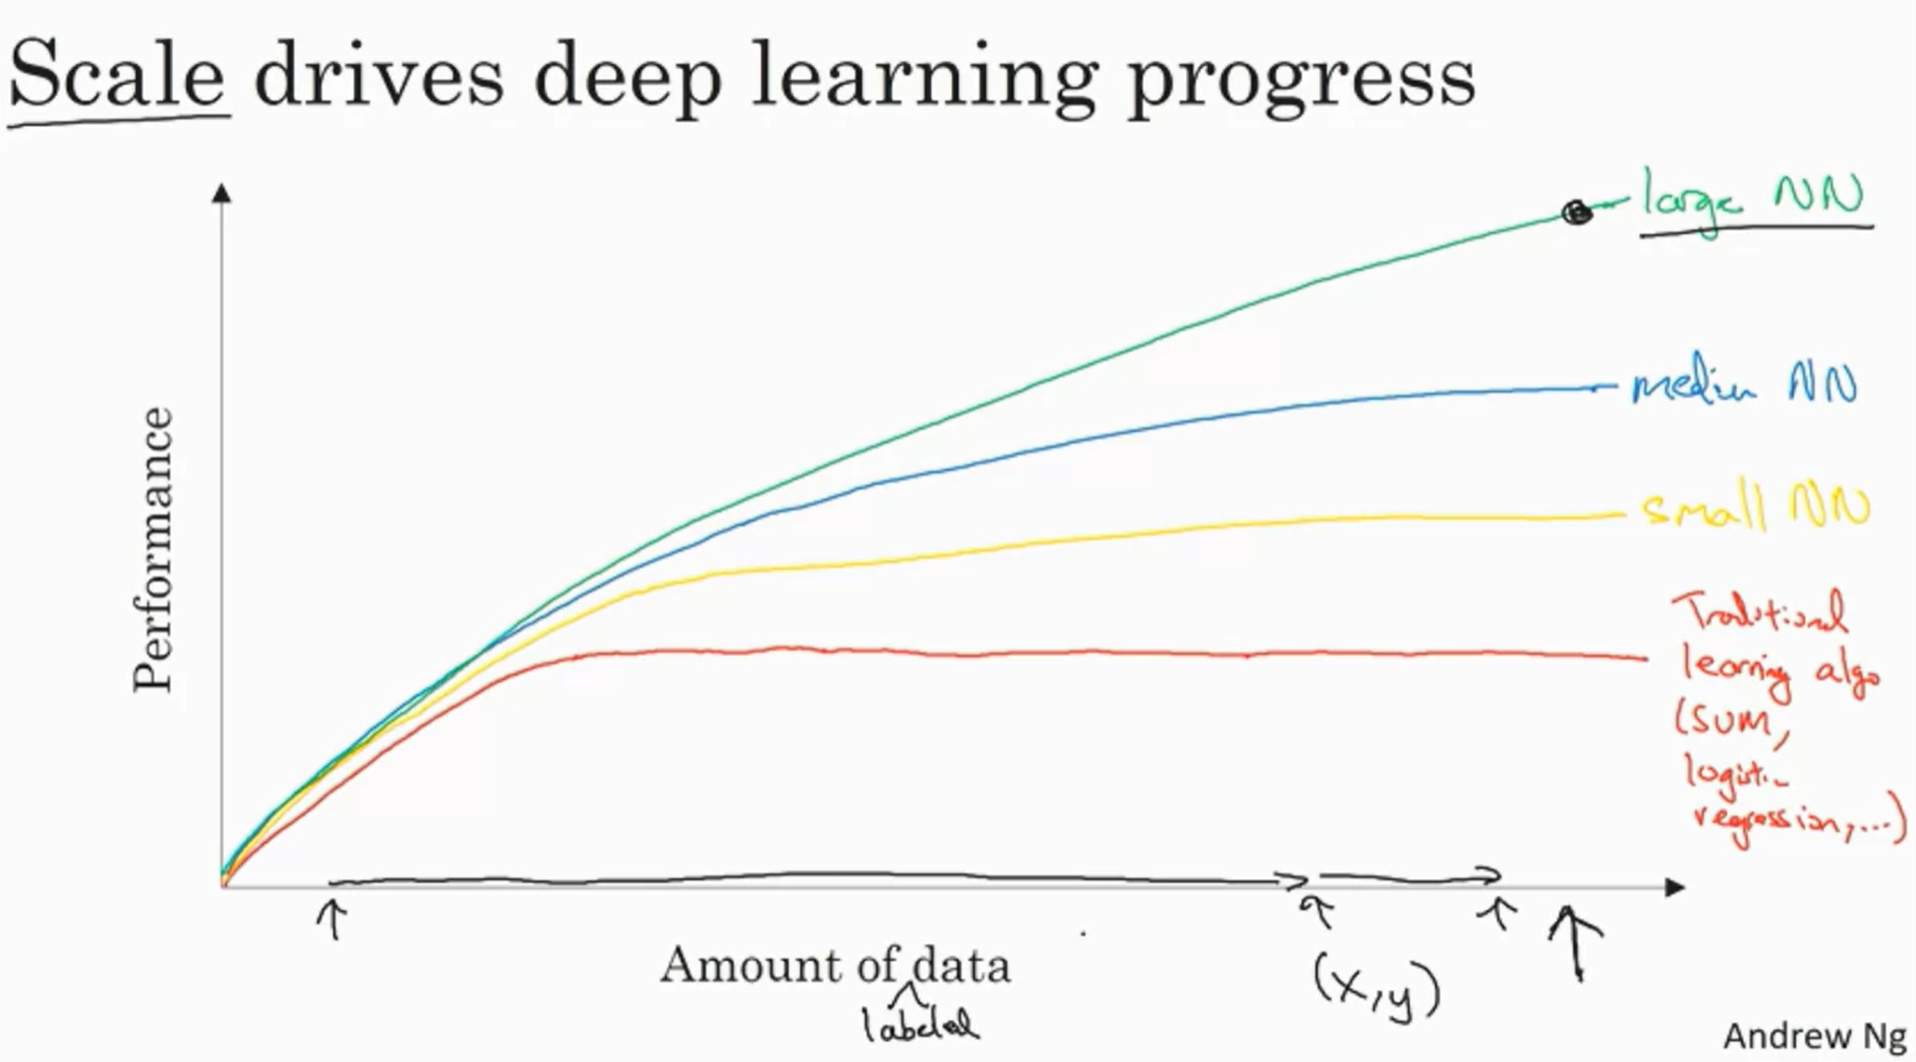 Scale drives deep learning progress
large NN
medium NN
small NN
Traditional
learning algo
(SVM,
logistic
regression,...)
Performance
Amount of data
labeled
(x,y)
Andrew Ng